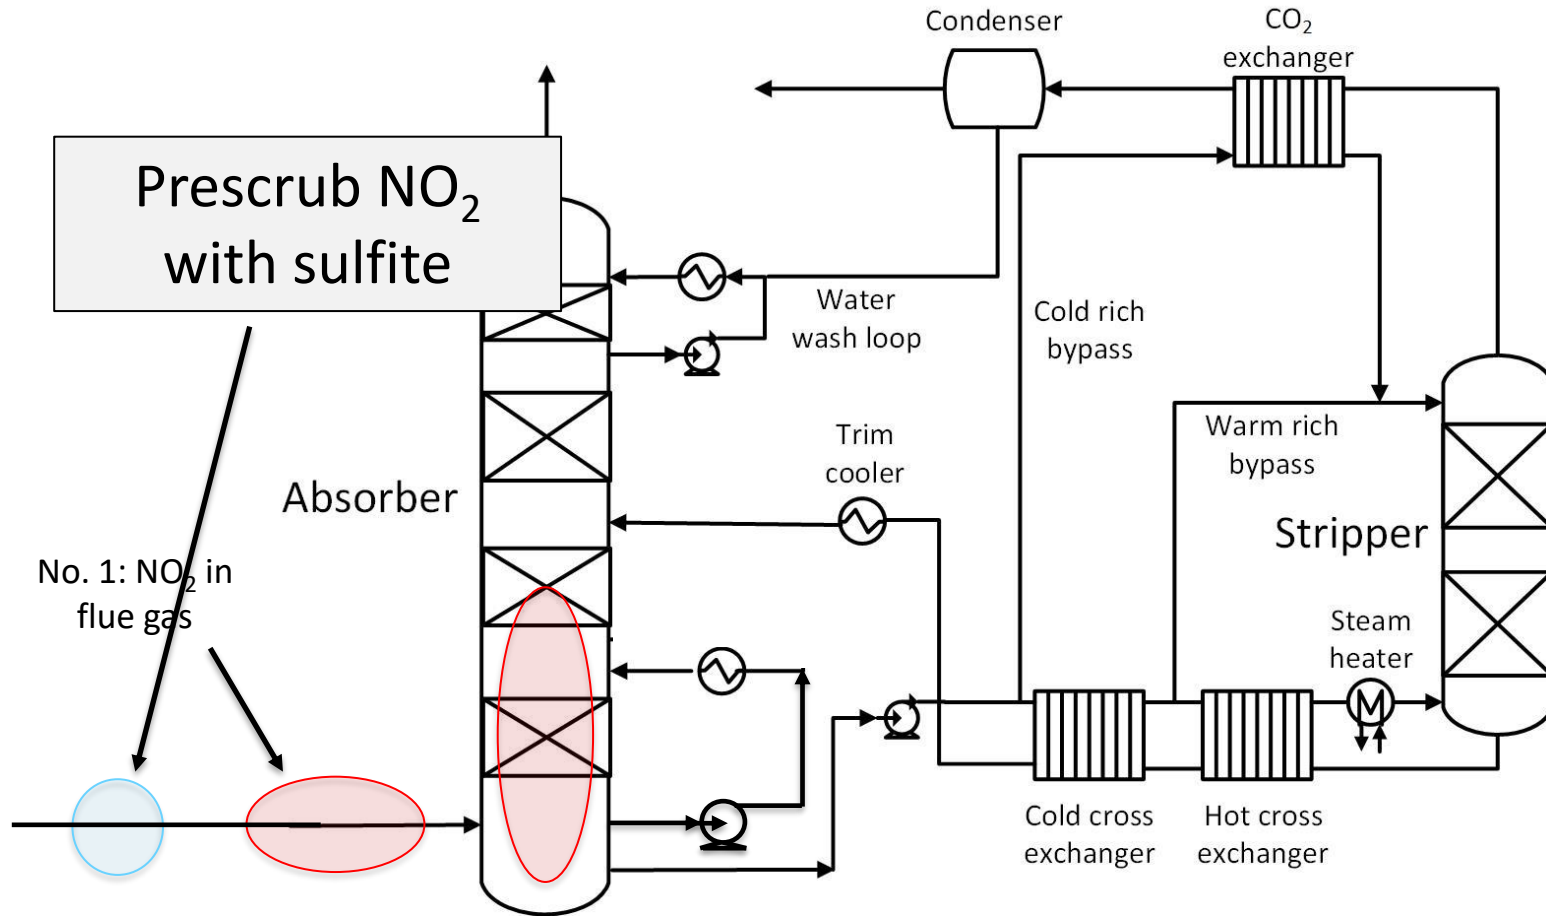 Condenser
CO₂
exchanger
Prescrub NO₂
with sulfite
Water
wash loop
Cold rich
bypass
Warm rich
bypass
Trim
cooler
Absorber
Stripper
No. 1: NO₂ in
flue gas
Steam
heater
Cold cross
exchanger
Hot cross
exchanger